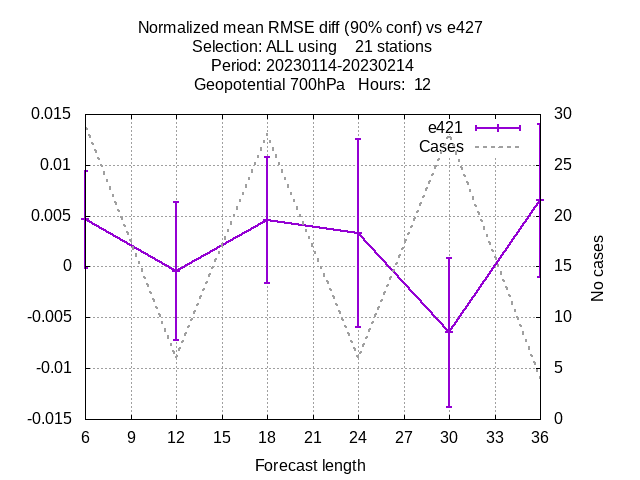 Normalized mean RMSE diff (90% conf) vs e427
Selection: ALL using    21 stations
Period: 20230114-20230214
Geopotential 700hPa   Hours:  12
0.015
0.01
0.005
0
-0.005
-0.01
-0.015
30
25
20
15
10
5
0
e421
Cases
No cases
6 9 12 15 18 21 24 27 30 33 36
Forecast length